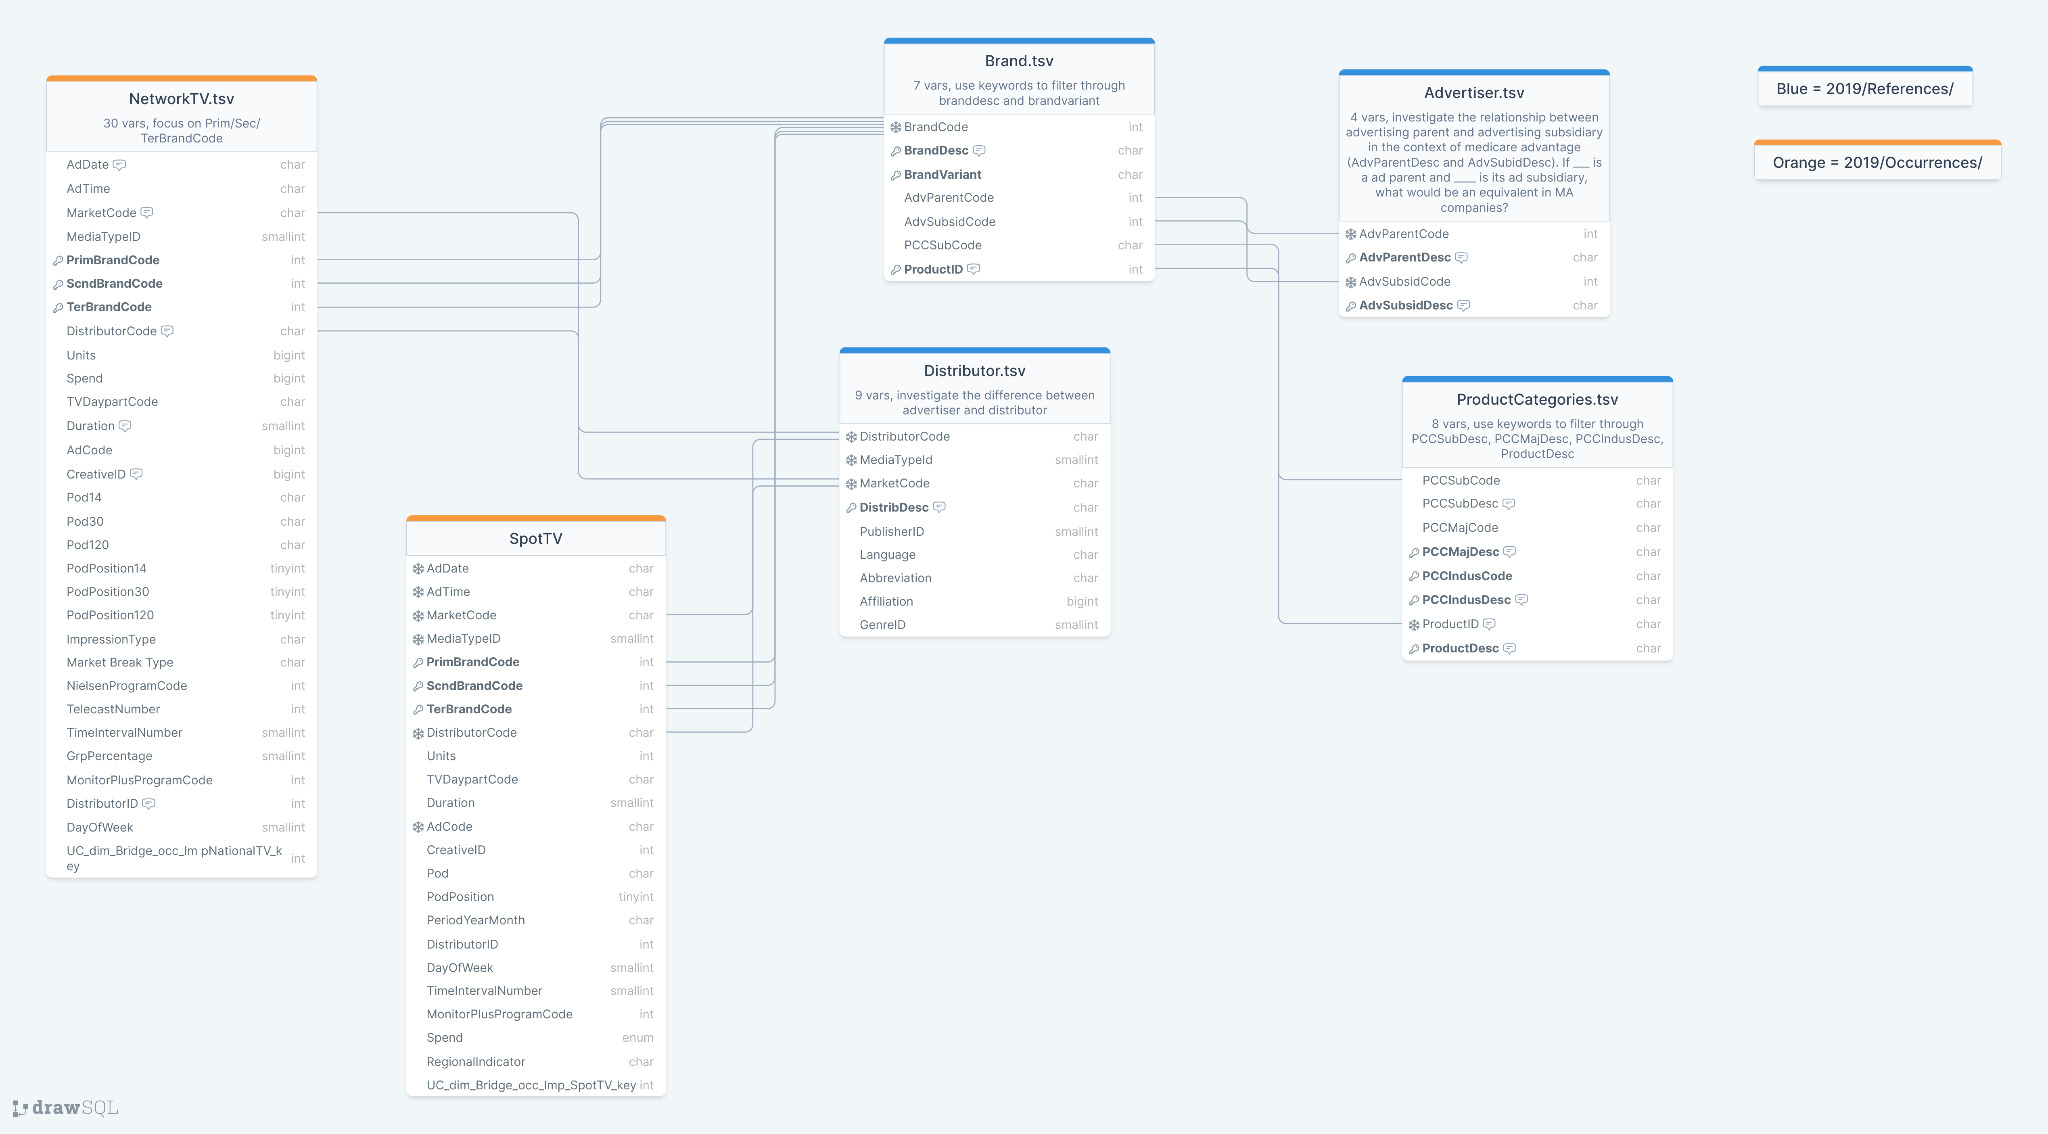 NetworkTV.tsv
30 vars, focus on Prim/Sec/
TerBrandCode
AdDate char
AdTime char
MarketCode char
MediaTypeID smallint
PrimBrandCode int
ScndBrandCode int
TerBrandCode int
DistributorCode char
Units bigint
Spend bigint
TVDaypartCode char
Duration smallint
AdCode bigint
CreativeID bigint
Pod14 char
Pod30 char
Pod120 char
PodPosition14 tinyint
PodPosition30 tinyint
PodPosition120 tinyint
ImpressionType char
Market Break Type char
NielsenProgramCode int
TelecastNumber int
TimeIntervalNumber smallint
GrpPercentage smallint
MonitorPlusProgramCode int
DistributorID int
DayOfWeek smallint
UC_dim_Bridge_occ_Im pNationalTV_k
ey int
SpotTV
AdDate char
AdTime char
MarketCode char
MediaTypeID smallint
PrimBrandCode int
ScndBrandCode int
TerBrandCode int
DistributorCode char
Units int
TVDaypartCode char
Duration smallint
AdCode char
CreativeID int
Pod char
PodPosition tinyint
PeriodYearMonth char
DistributorID int
DayOfWeek smallint
TimeIntervalNumber smallint
MonitorPlusProgramCode int
Spend enum
RegionalIndicator char
UC_dim_Bridge_occ_Imp_SpotTV_key int
Brand.tsv
7 vars, use keywords to filter through
branddesc and brandvariant
BrandCode int
BrandDesc char
BrandVariant char
AdvParentCode int
AdvSubsidCode int
PCCSubCode char
ProductID int
Distributor.tsv
9 vars, investigate the difference between
advertiser and distributor
DistributorCode char
MediaTypeId smallint
MarketCode char
DistribDesc char
PublisherID smallint
Language char
Abbreviation char
Affiliation bigint
GenreID smallint
Advertiser.tsv
4 vars, investigate the relationship between
advertising parent and advertising subsidiary
in the context of medicare advantage
(AdvParentDesc and AdvSubidDesc). If ___ is
a ad parent and ____ is its ad subsidiary,
what would be an equivalent in MA
companies?
AdvParentCode int
AdvParentDesc char
AdvSubsidCode int
AdvSubsidDesc char
ProductCategories.tsv
8 vars, use keywords to filter through
PCCSubDesc, PCCMajDesc, PCCIndusDesc,
ProductDesc
PCCSubCode char
PCCSubDesc char
PCCMajCode char
PCCMajDesc char
PCCIndusCode char
PCCIndusDesc char
ProductID char
ProductDesc char
Blue = 2019/References/
Orange = 2019/Occurrences/
drawSQL